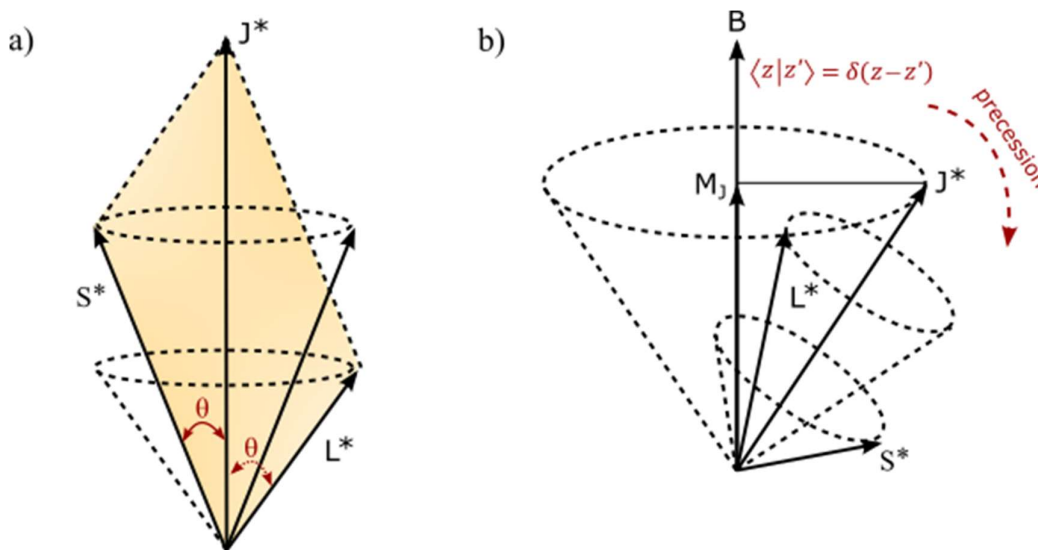 a)
J*
S*
θ
θ
L*
b)
B
⟨z|z′⟩ = δ(z−z′)
precession
M_J
J*
L*
S*